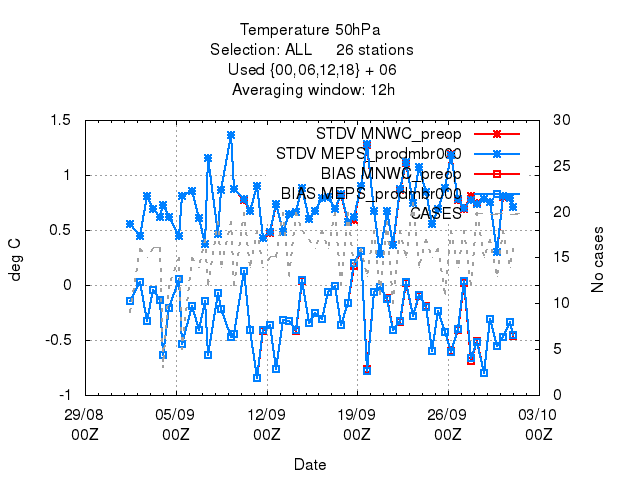 Temperature 50hPa
Selection: ALL 26 stations
Used {00,06,12,18} + 06
Averaging window: 12h
STDV MNWC_preop
STDV MEPS_prodmbr000
BIAS MNWC_preop
BIAS MEPS_prodmbr000
CASES
deg C
1.5
1
0.5
0
-0.5
-1
No cases
30
25
20
15
10
5
0
29/08 05/09 12/09 19/09 26/09 03/10
00Z 00Z 00Z 00Z 00Z 00Z
Date